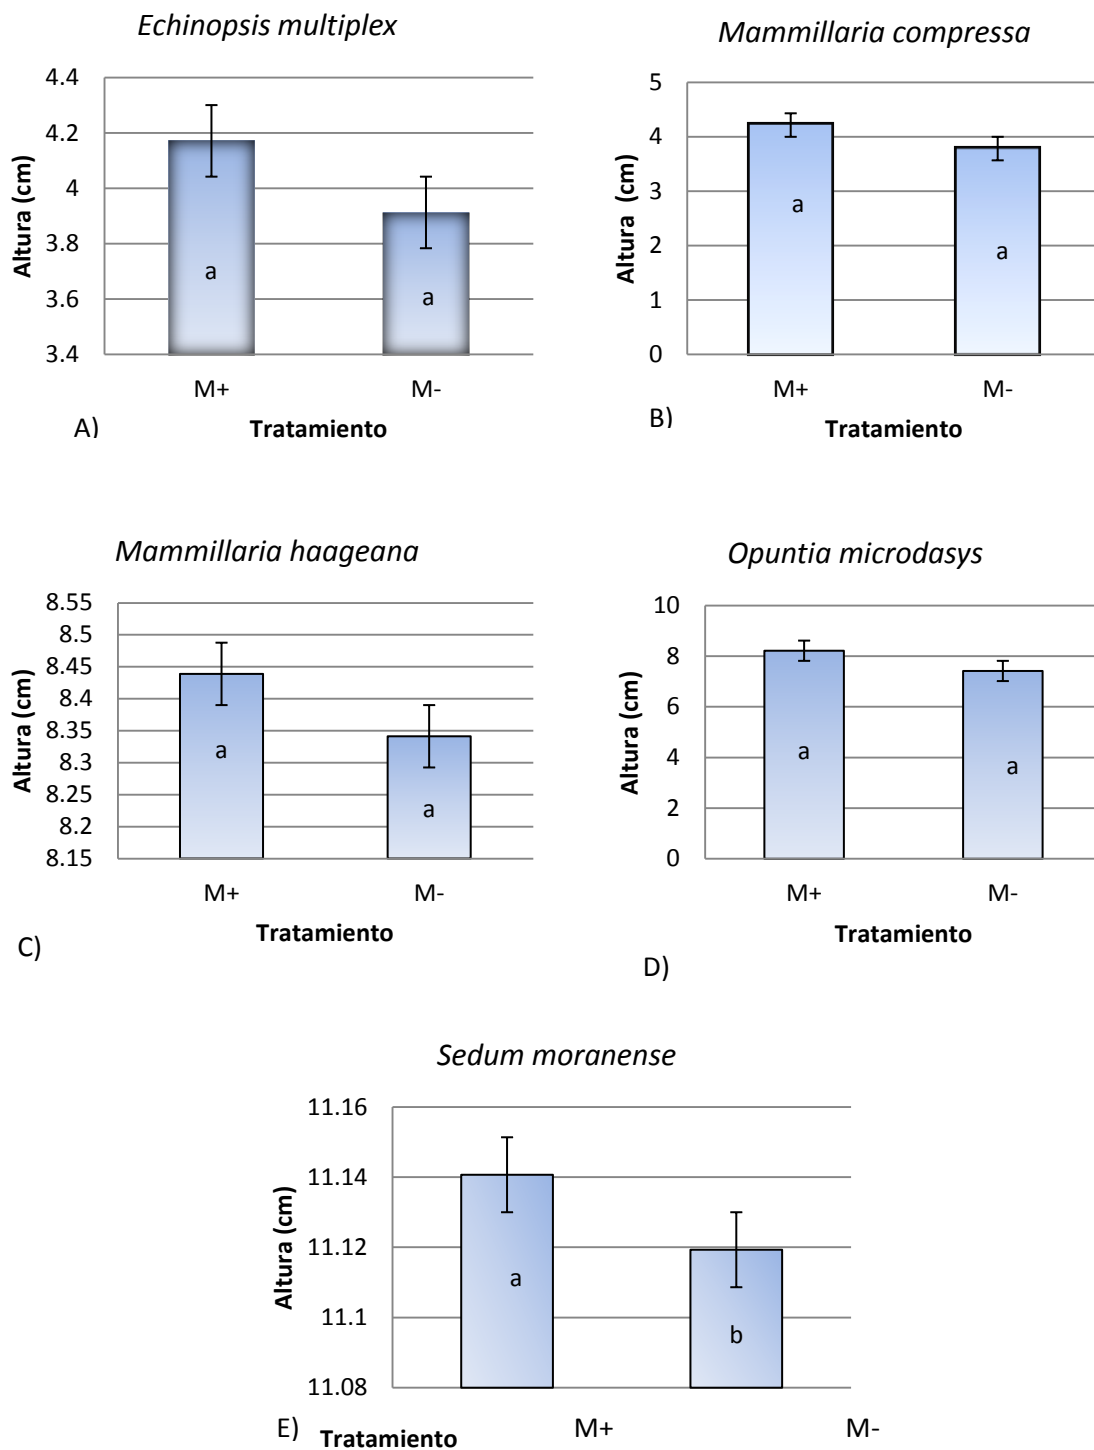 Echinopsis multiplex
4.4
4.2
4
3.8
3.6
3.4
Altura (cm)
a
a
M+ M-
A)
Tratamiento
Mammillaria compressa
5
4
3
2
1
0
Altura (cm)
a
a
M+ M-
B)
Tratamiento
Mammillaria haageana
8.55
8.5
8.45
8.4
8.35
8.3
8.25
8.2
8.15
Altura (cm)
a
a
M+ M-
C)
Tratamiento
Opuntia microdasys
10
8
6
4
2
0
Altura (cm)
a
a
M+ M-
D)
Tratamiento
Sedum moranense
11.16
11.14
11.12
11.1
11.08
Altura (cm)
a
b
E) Tratamiento M+ M-